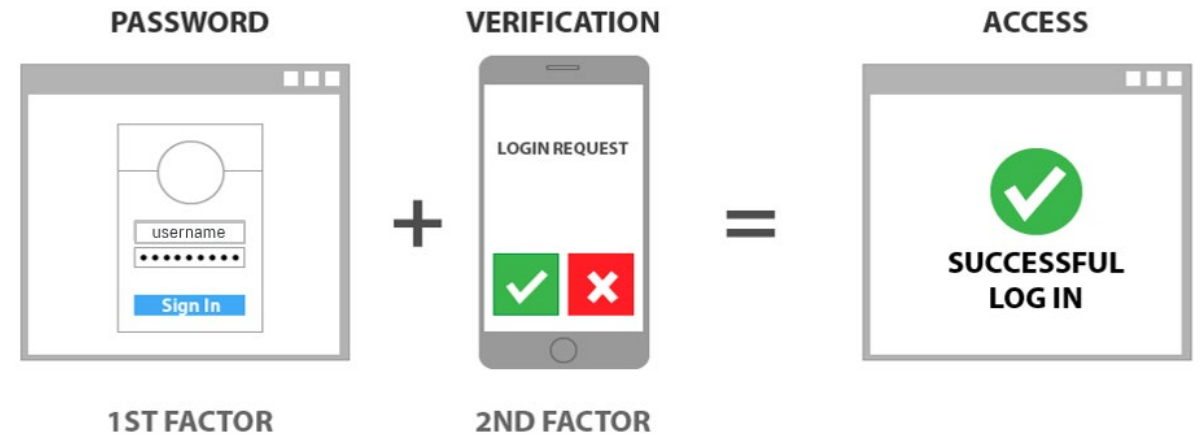 PASSWORD
VERIFICATION
ACCESS
username
Sign In
+
LOGIN REQUEST
=
SUCCESSFUL
LOG IN
1ST FACTOR
2ND FACTOR